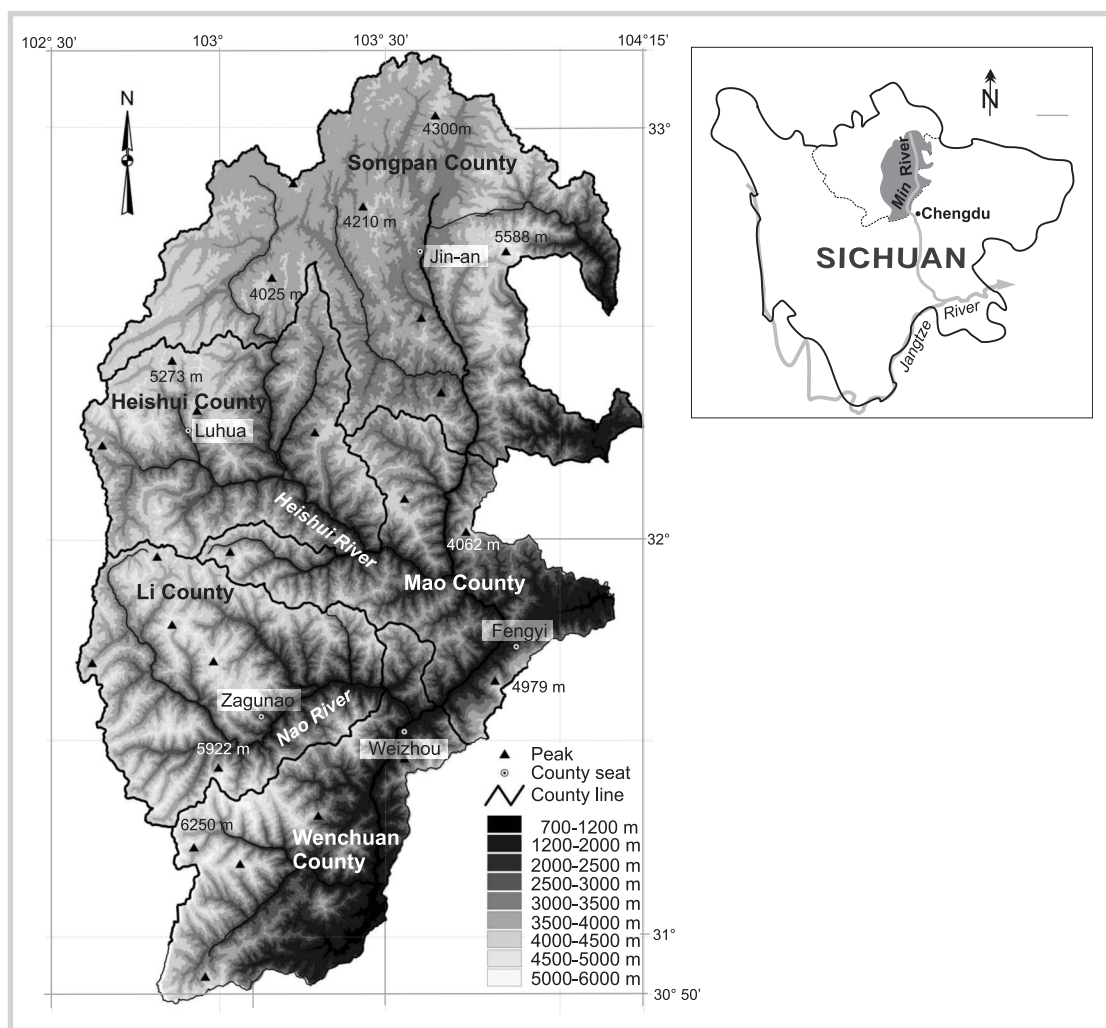 102° 30'
103°
103° 30'
104° 15'
N
33°
4300m
Songpan County
4210 m
5588 m
Jin-an
4025 m
5273 m
Heishui County
Luhua
Heishui River
32°
4062 m
Mao County
Li County
Fengyi
4979 m
Zagunao
Nao River
Weizhou
5922 m
6250 m
Wenchuan
County
Peak
County seat
County line
700-1200 m
1200-2000 m
2000-2500 m
2500-3000 m
3000-3500 m
3500-4000 m
4000-4500 m
4500-5000 m
5000-6000 m
31°
30° 50'
N
Min River
Chengdu
SICHUAN
Jangtze River